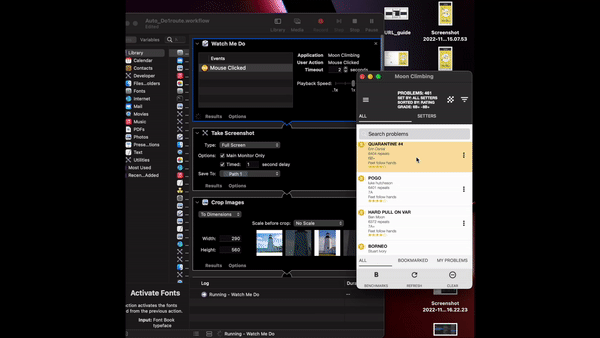 Auto_De1route.workflow
Edited
Library
Media
Record
Step
Stop
Pause
Variables
Library
Calendar
Contacts
Developer
Files...olders
Fonts
Internet
Mail
Movies
Music
PDFs
Photos
Presen...tions
Text
Utilities
Most Used
Recen...Added
Activate Fonts
action activates the fonts
d from the previous action.
Input: Font Book
typeface
Watch Me Do
Events
Mouse Clicked
Application Moon Climbing
User Action Mouse Clicked
Timeout 2 seconds
Playback Speed:
.1x 1x
Results Options
Take Screenshot
Type: Full Screen
Options: Main Monitor Only
Timed: 1 second delay
Save To: Path 1
Results Options
Crop Images
To Dimensions
Scale before crop: No Scale
Width: 290
Height: 560
Results Options
Log
Running - Watch Me Do
Running - Watch Me Do
URL_guide
Screenshot
2022-11...15.07.53
Moon Climbing
PROBLEMS: 461
SET BY: ALL SETTERS
SORTED BY: RATING
GRADE: 6B+ - 8B+
ALL SETTERS
Search problems
QUARANTINE #4
6B+
Feet follow hands
POGO
7A
Feet follow hands
HARD PULL ON VAR
Ben Moon
7A+
Feet follow hands
BORNEO
ALL BOOKMARKED MY PROBLEMS
B
BENCHMARKS REFRESH CLEAR
Screenshot
2022-11...16.22.23